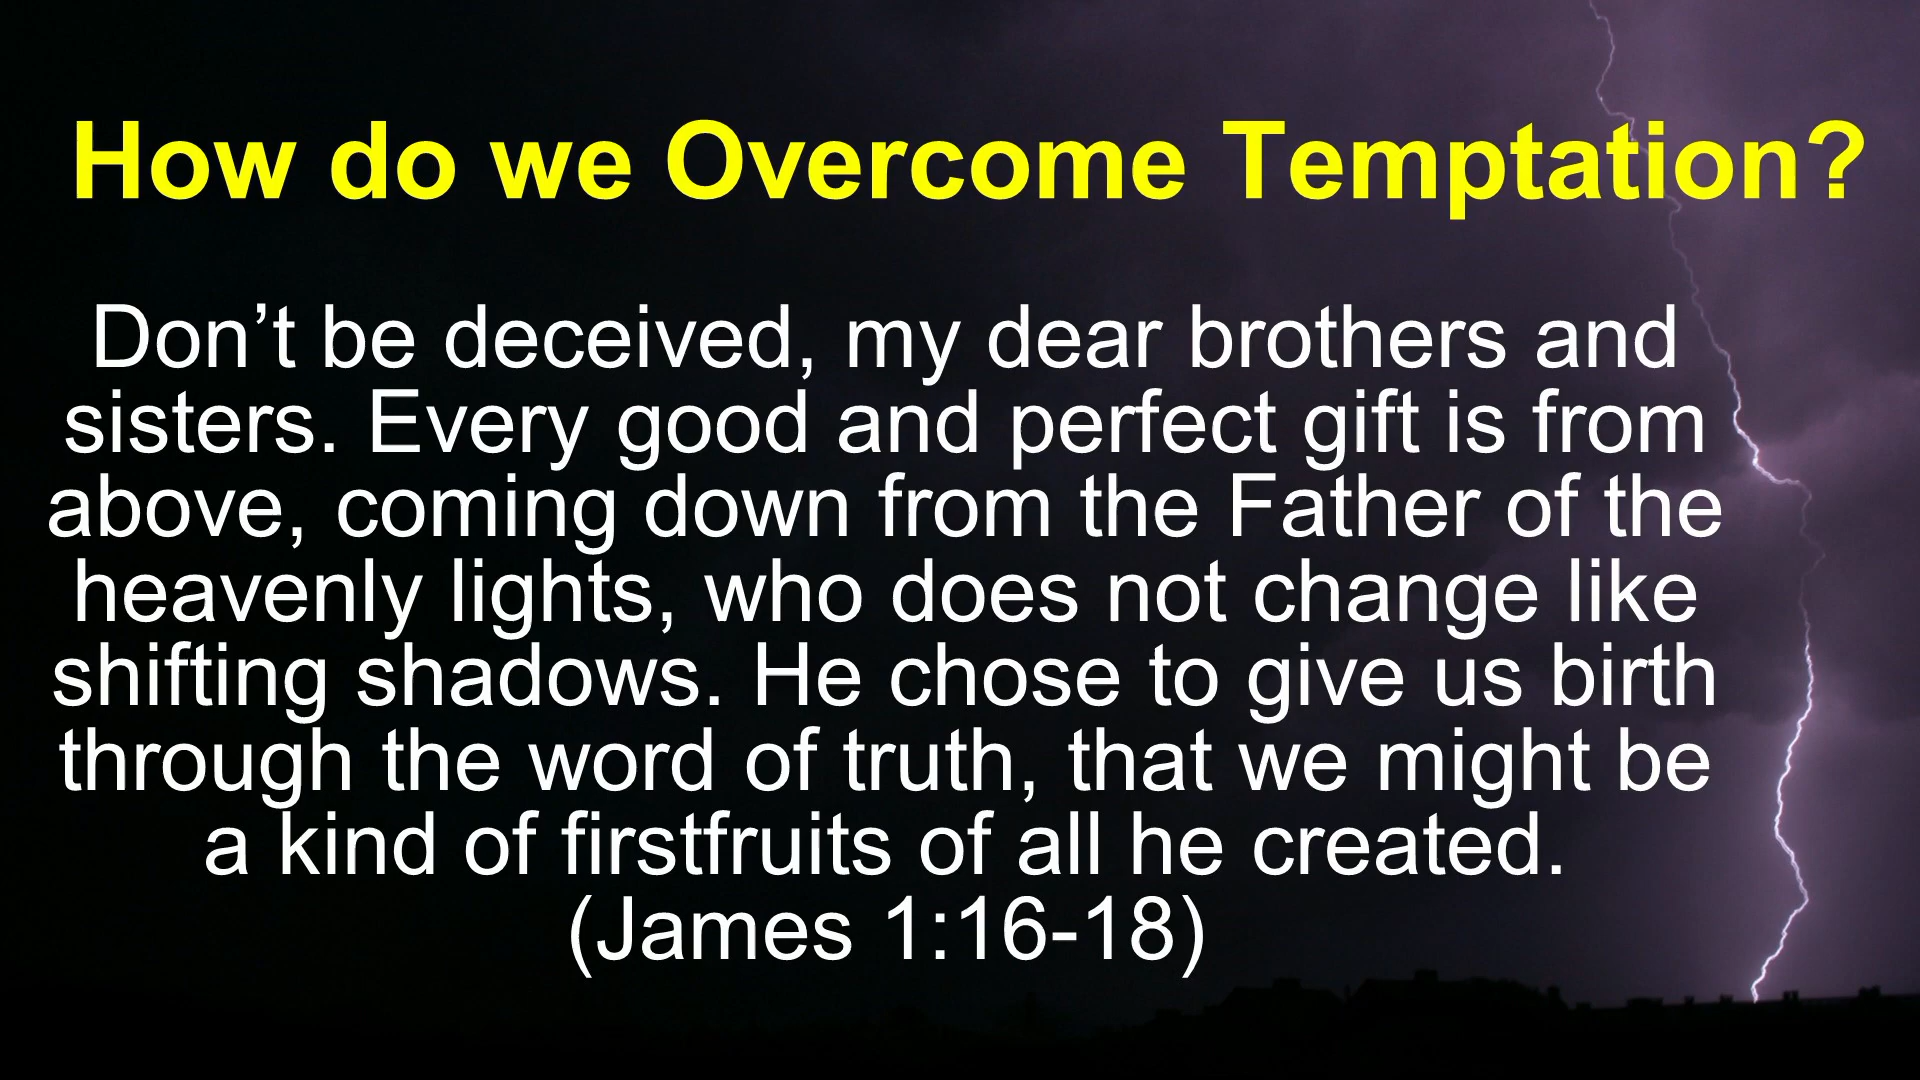 How do we Overcome Temptation?
Don’t be deceived, my dear brothers and
sisters. Every good and perfect gift is from
above, coming down from the Father of the
heavenly lights, who does not change like
shifting shadows. He chose to give us birth
through the word of truth, that we might be
a kind of firstfruits of all he created.
(James 1:16-18)